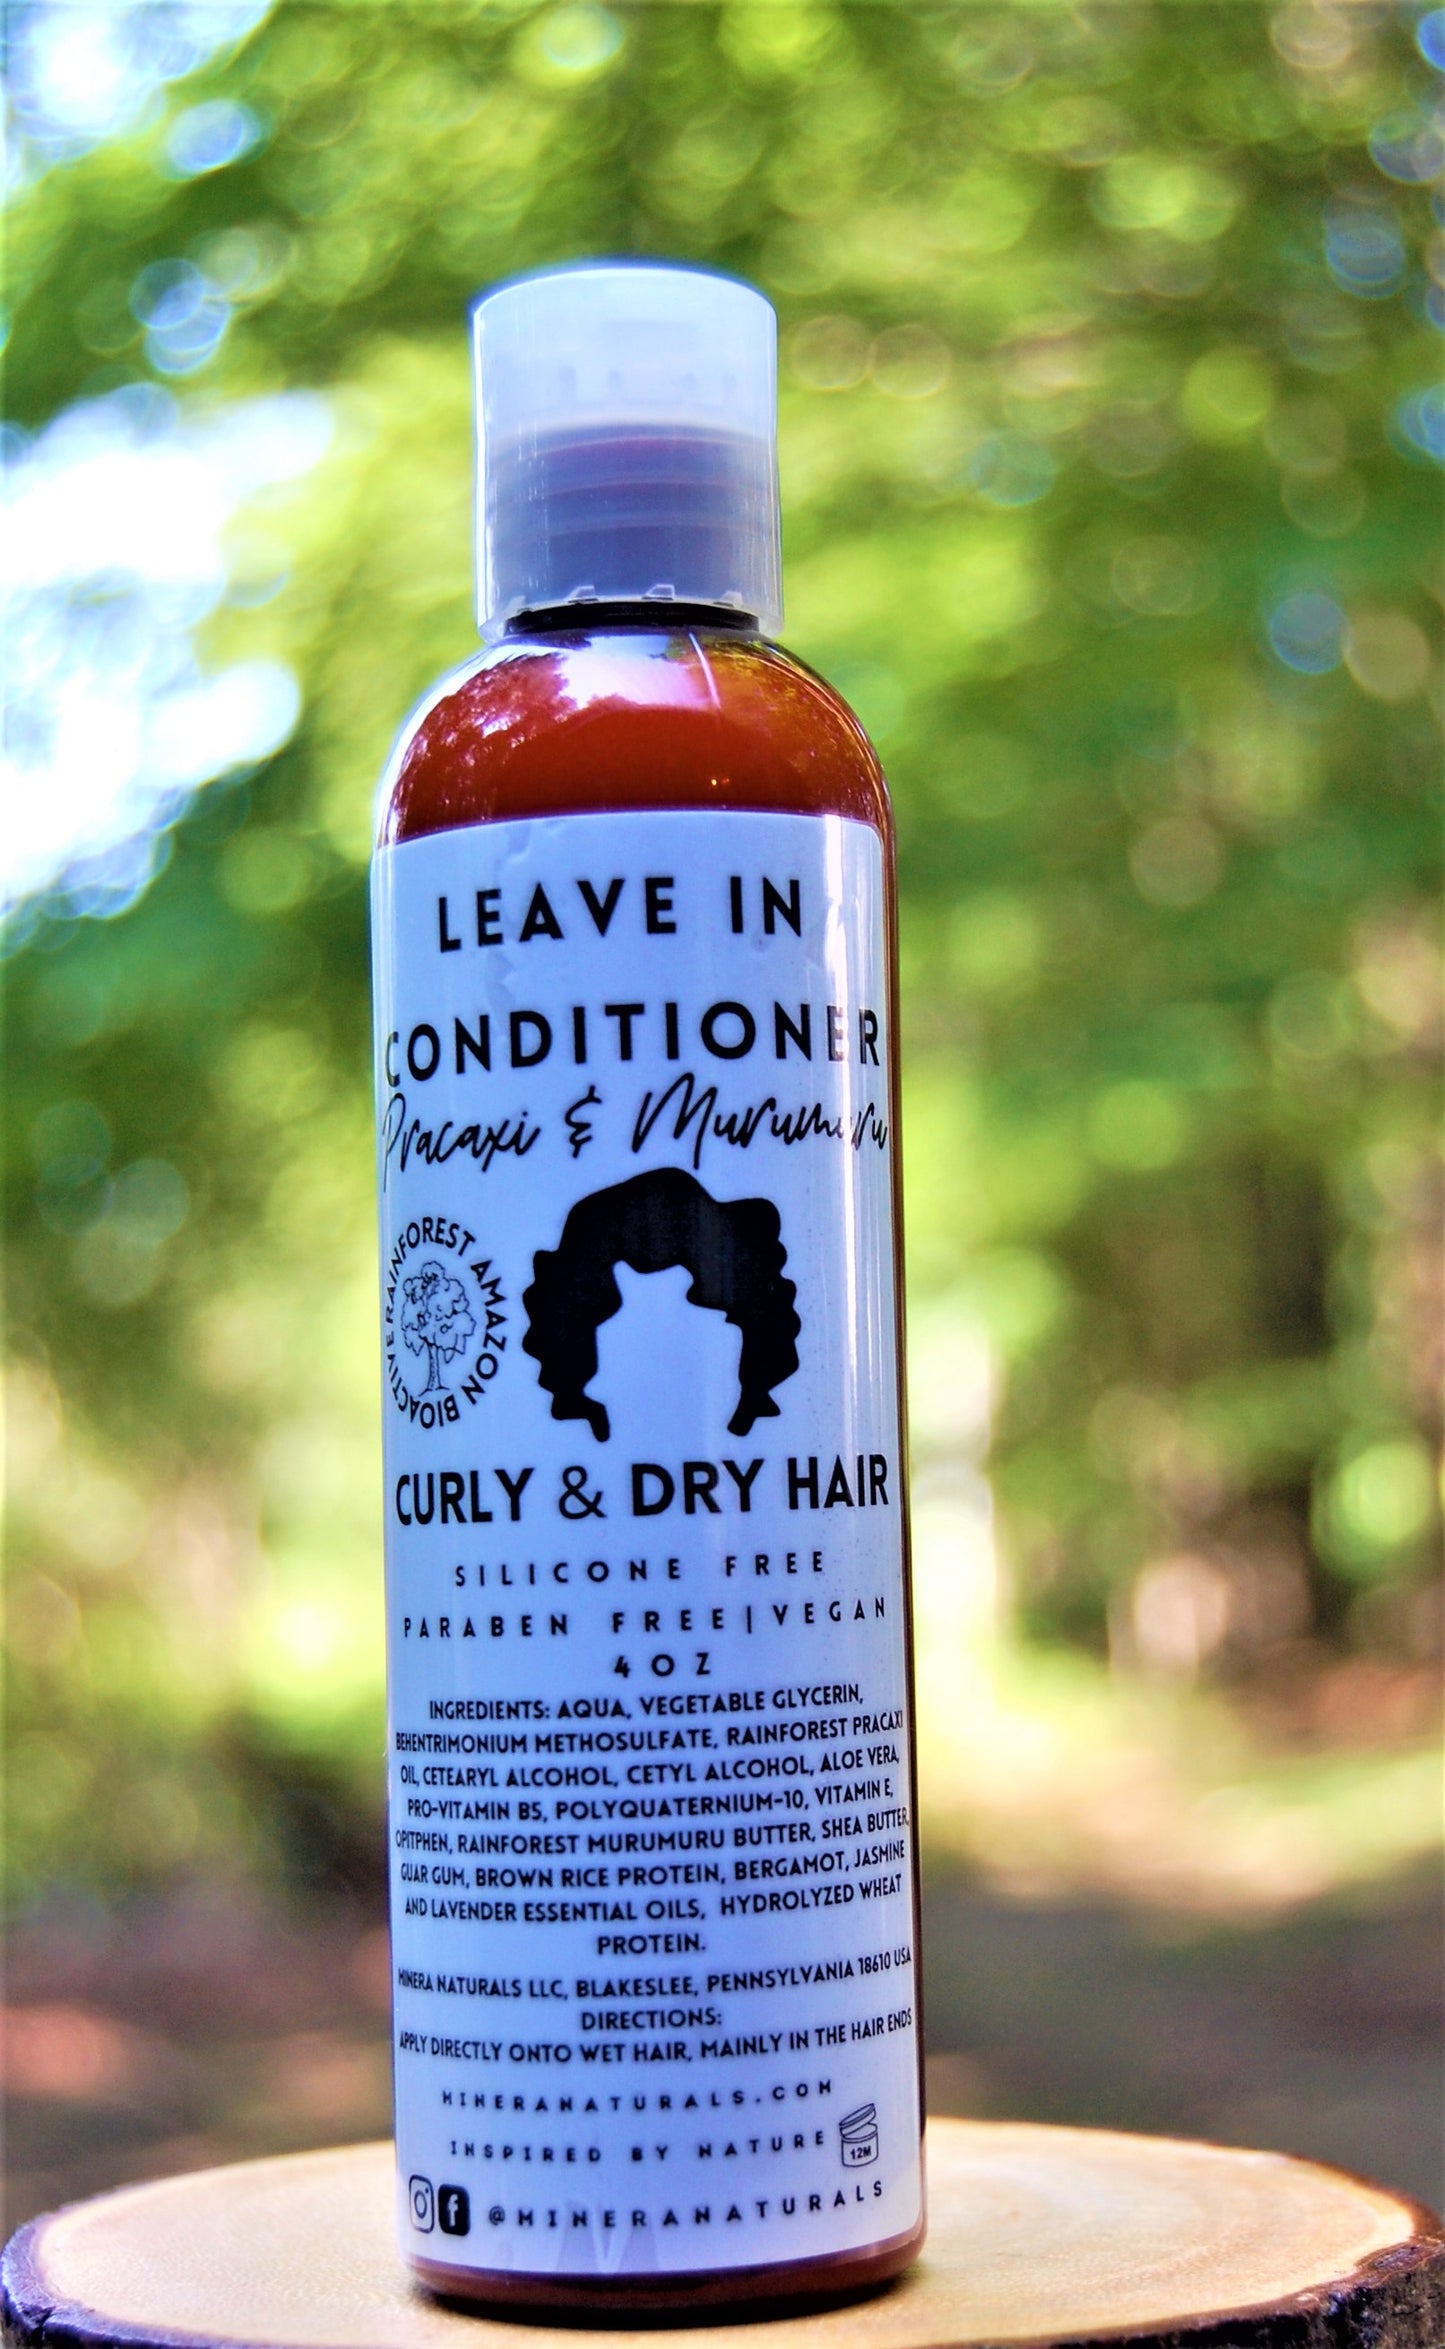 LEAVE IN
CONDITIONER
Pracaxi & Murumuru
RAINFOREST AMAZON BIOACTIVE
CURLY & DRY HAIR
SILICONE FREE
PARABEN FREE|VEGAN
4OZ
INGREDIENTS: AQUA, VEGETABLE GLYCERIN,
BEHENTRIMONIUM METHOSULFATE, RAINFOREST PRACAXI
OIL, CETEARYL ALCOHOL, CETYL ALCOHOL, ALOE VERA,
PRO-VITAMIN B5, POLYQUATERNIUM-10, VITAMIN E,
OPITPHEN, RAINFOREST MURUMURU BUTTER, SHEA BUTTER,
GUAR GUM, BROWN RICE PROTEIN, BERGAMOT, JASMINE
AND LAVENDER ESSENTIAL OILS, HYDROLYZED WHEAT
PROTEIN.
MINERA NATURALS LLC, BLAKESLEE, PENNSYLVANIA 18610 USA
DIRECTIONS:
APPLY DIRECTLY ONTO WET HAIR, MAINLY IN THE HAIR ENDS
MINERANATURALS.COM
INSPIRED BY NATURE
12M
@MINERANATURALS